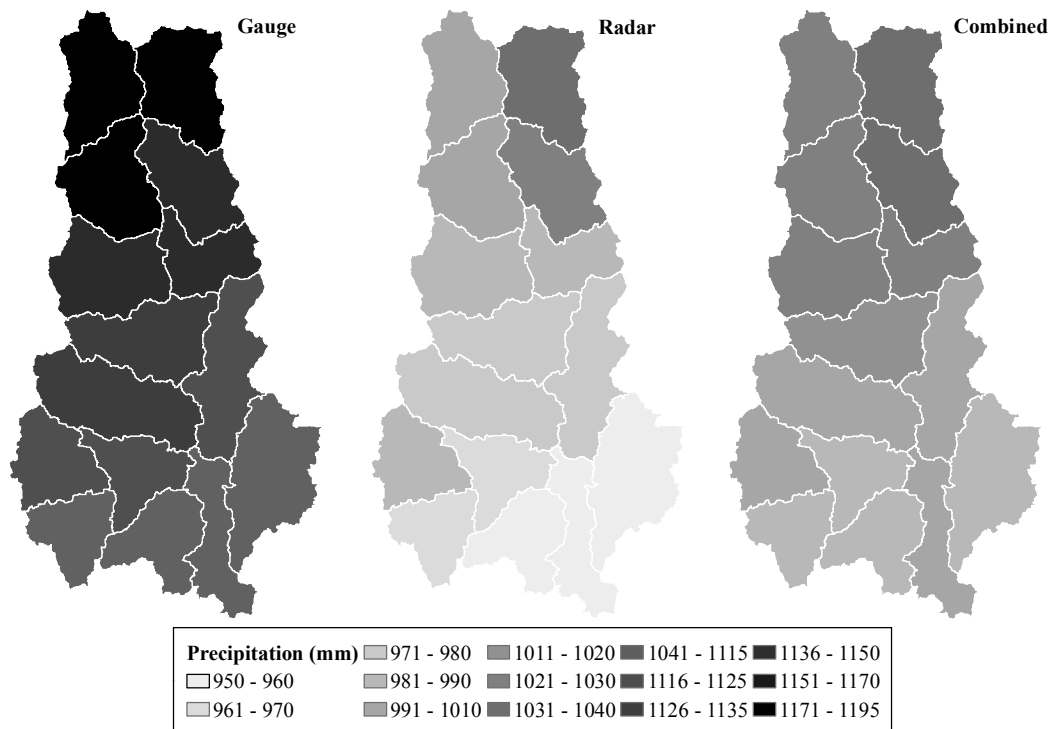 Gauge
Radar
Combined
Precipitation (mm)
950 - 960
961 - 970
971 - 980
981 - 990
991 - 1010
1011 - 1020
1021 - 1030
1031 - 1040
1041 - 1115
1116 - 1125
1126 - 1135
1136 - 1150
1151 - 1170
1171 - 1195